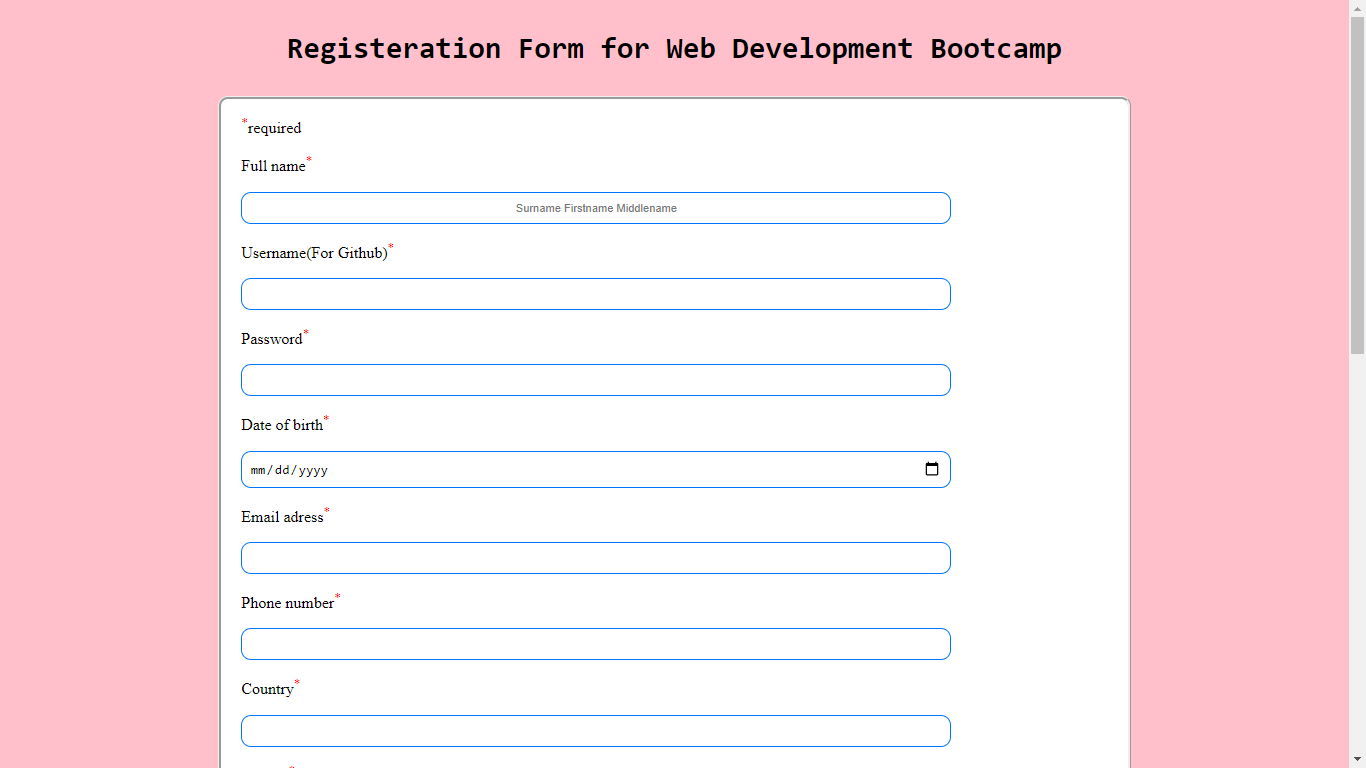 Registeration Form for Web Development Bootcamp
*required
Full name*
Surname Firstname Middlename
Username(For Github)*
Password*
Date of birth*
mm/dd/yyyy
Email adress*
Phone number*
Country*